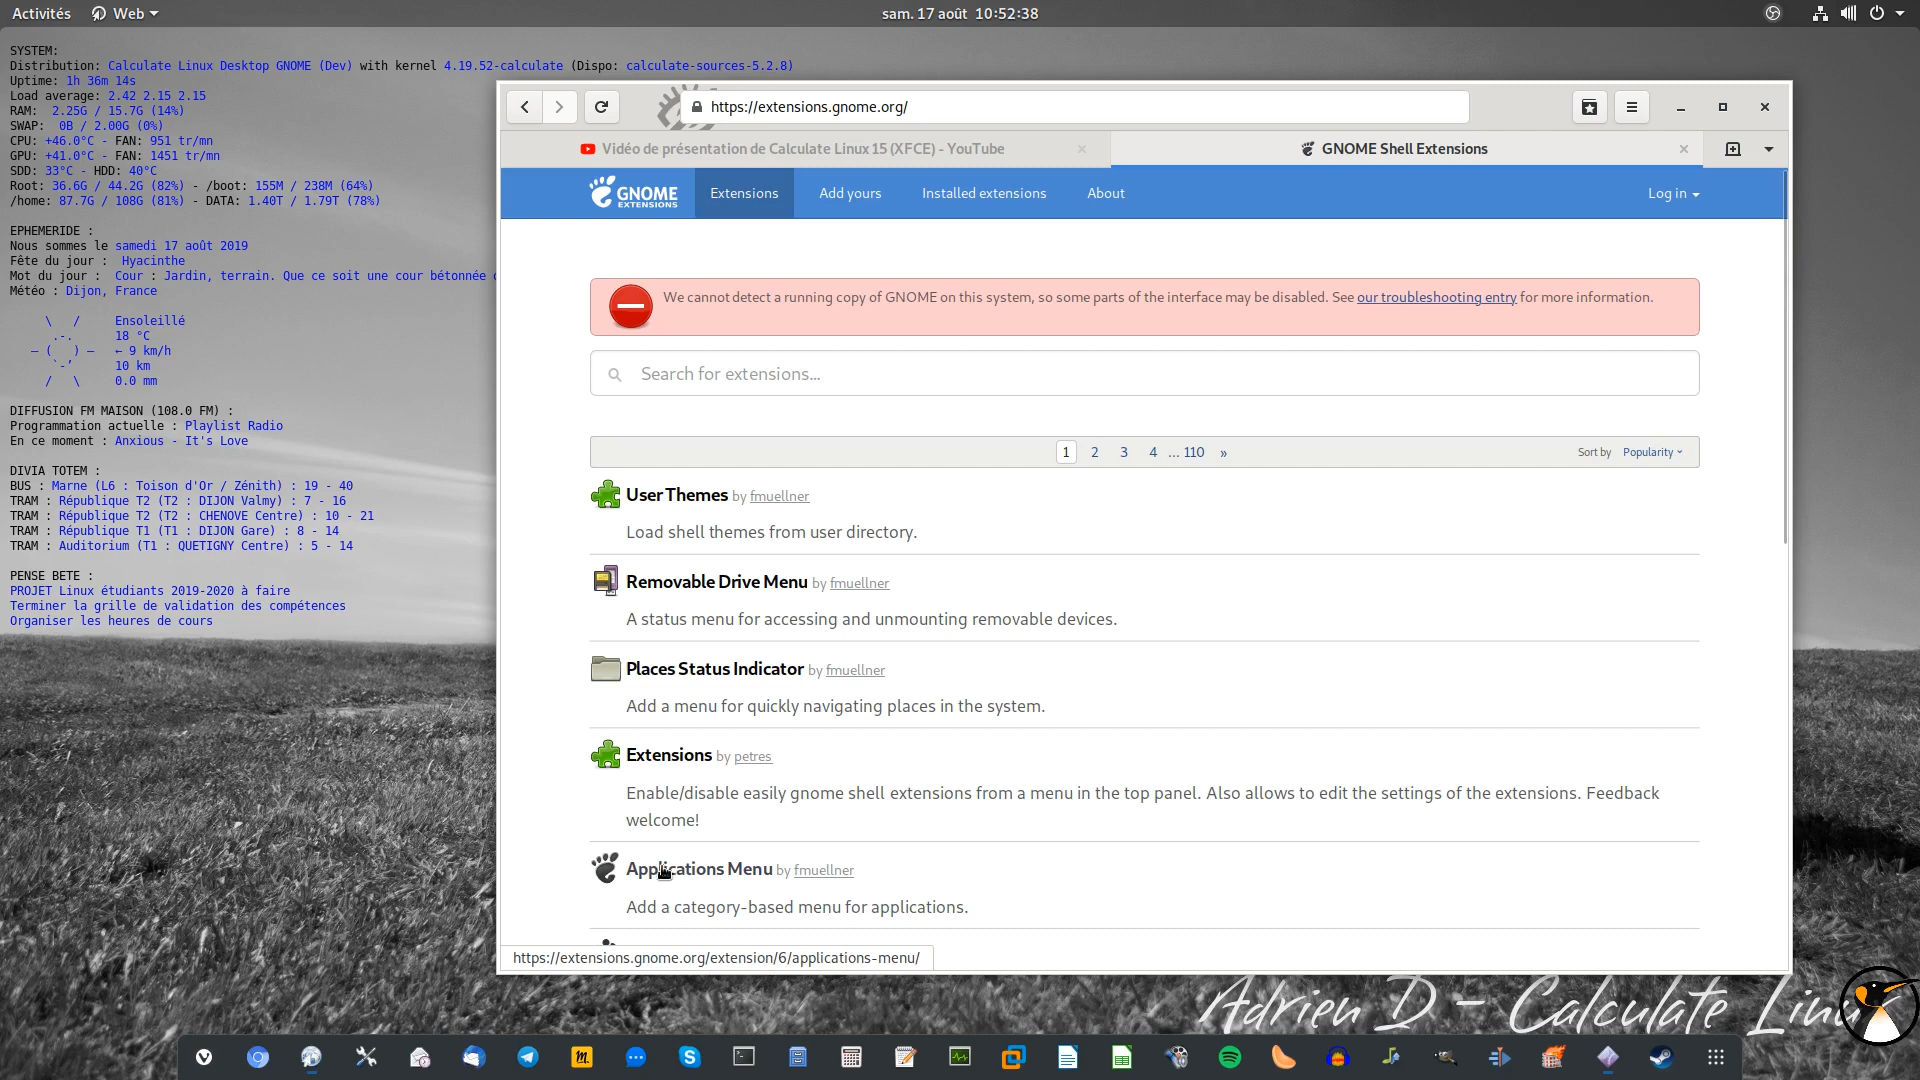 Activités
Web
sam. 17 août 10:52:38
SYSTEM:
Distribution: Calculate Linux Desktop GNOME (Dev) with kernel 4.19.52-calculate (Dispo: calculate-sources-5.2.8)
Uptime: 1h 36m 14s
Load average: 2.42 2.15 2.15
RAM: 2.25G / 15.7G (14%)
SWAP: 0B / 2.00G (0%)
CPU: +46.0°C - FAN: 951 tr/mn
GPU: +41.0°C - FAN: 1451 tr/mn
SDD: 33°C - HDD: 40°C
Root: 36.6G / 44.2G (82%) - /boot: 155M / 238M (64%)
/home: 87.7G / 108G (81%) - DATA: 1.40T / 1.79T (78%)
EPHEMERIDE :
Nous sommes le samedi 17 août 2019
Fête du jour : Hyacinthe
Mot du jour : Cour : Jardin, terrain. Que ce soit une cour bétonnée
Météo : Dijon, France
Ensoleillé
18 °C
← 9 km/h
10 km
0.0 mm
DIFFUSION FM MAISON (108.0 FM) :
Programmation actuelle : Playlist Radio
En ce moment : Anxious - It's Love
DIVIA TOTEM :
BUS : Marne (L6 : Toison d'Or / Zénith) : 19 - 40
TRAM : République T2 (T2 : DIJON Valmy) : 7 - 16
TRAM : République T2 (T2 : CHENOVE Centre) : 10 - 21
TRAM : République T1 (T1 : DIJON Gare) : 8 - 14
TRAM : Auditorium (T1 : QUETIGNY Centre) : 5 - 14
PENSE BETE :
PROJET Linux étudiants 2019-2020 à faire
Terminer la grille de validation des compétences
Organiser les heures de cours
https://extensions.gnome.org/
Vidéo de présentation de Calculate Linux 15 (XFCE) - YouTube
GNOME Shell Extensions
GNOME EXTENSIONS
Extensions
Add yours
Installed extensions
About
Log in
We cannot detect a running copy of GNOME on this system, so some parts of the interface may be disabled. See our troubleshooting entry for more information.
Search for extensions...
1 2 3 4 ... 110 »
Sort by Popularity
User Themes by fmuellner
Load shell themes from user directory.
Removable Drive Menu by fmuellner
A status menu for accessing and unmounting removable devices.
Places Status Indicator by fmuellner
Add a menu for quickly navigating places in the system.
Extensions by petres
Enable/disable easily gnome shell extensions from a menu in the top panel. Also allows to edit the settings of the extensions. Feedback
welcome!
Applications Menu by fmuellner
Add a category-based menu for applications.
https://extensions.gnome.org/extension/6/applications-menu/
Adrien D - Calculate Linux